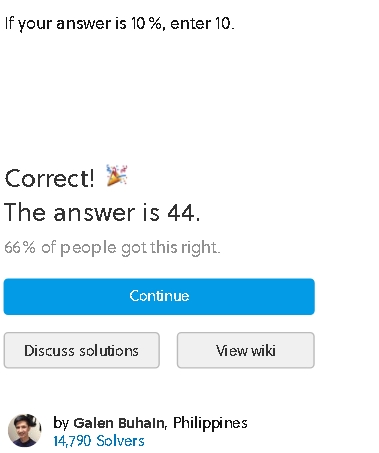 If your answer is 10 %, enter 10.
Correct! 🎉
The answer is 44.
66% of people got this right.
Continue
Discuss solutions
View wiki
by Galen Buhain, Philippines
14,790 Solvers